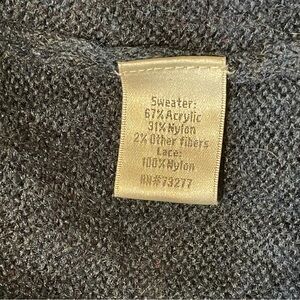 Sweater:
67% Acrylic
31% Nylon
2% Other fibers
Lace:
100% Nylon
RN#73277